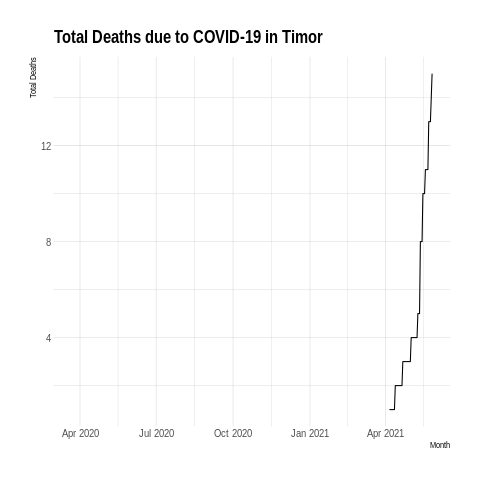 Total Deaths due to COVID-19 in Timor
Total Deaths
12
8
4
Apr 2020 Jul 2020 Oct 2020 Jan 2021 Apr 2021
Month